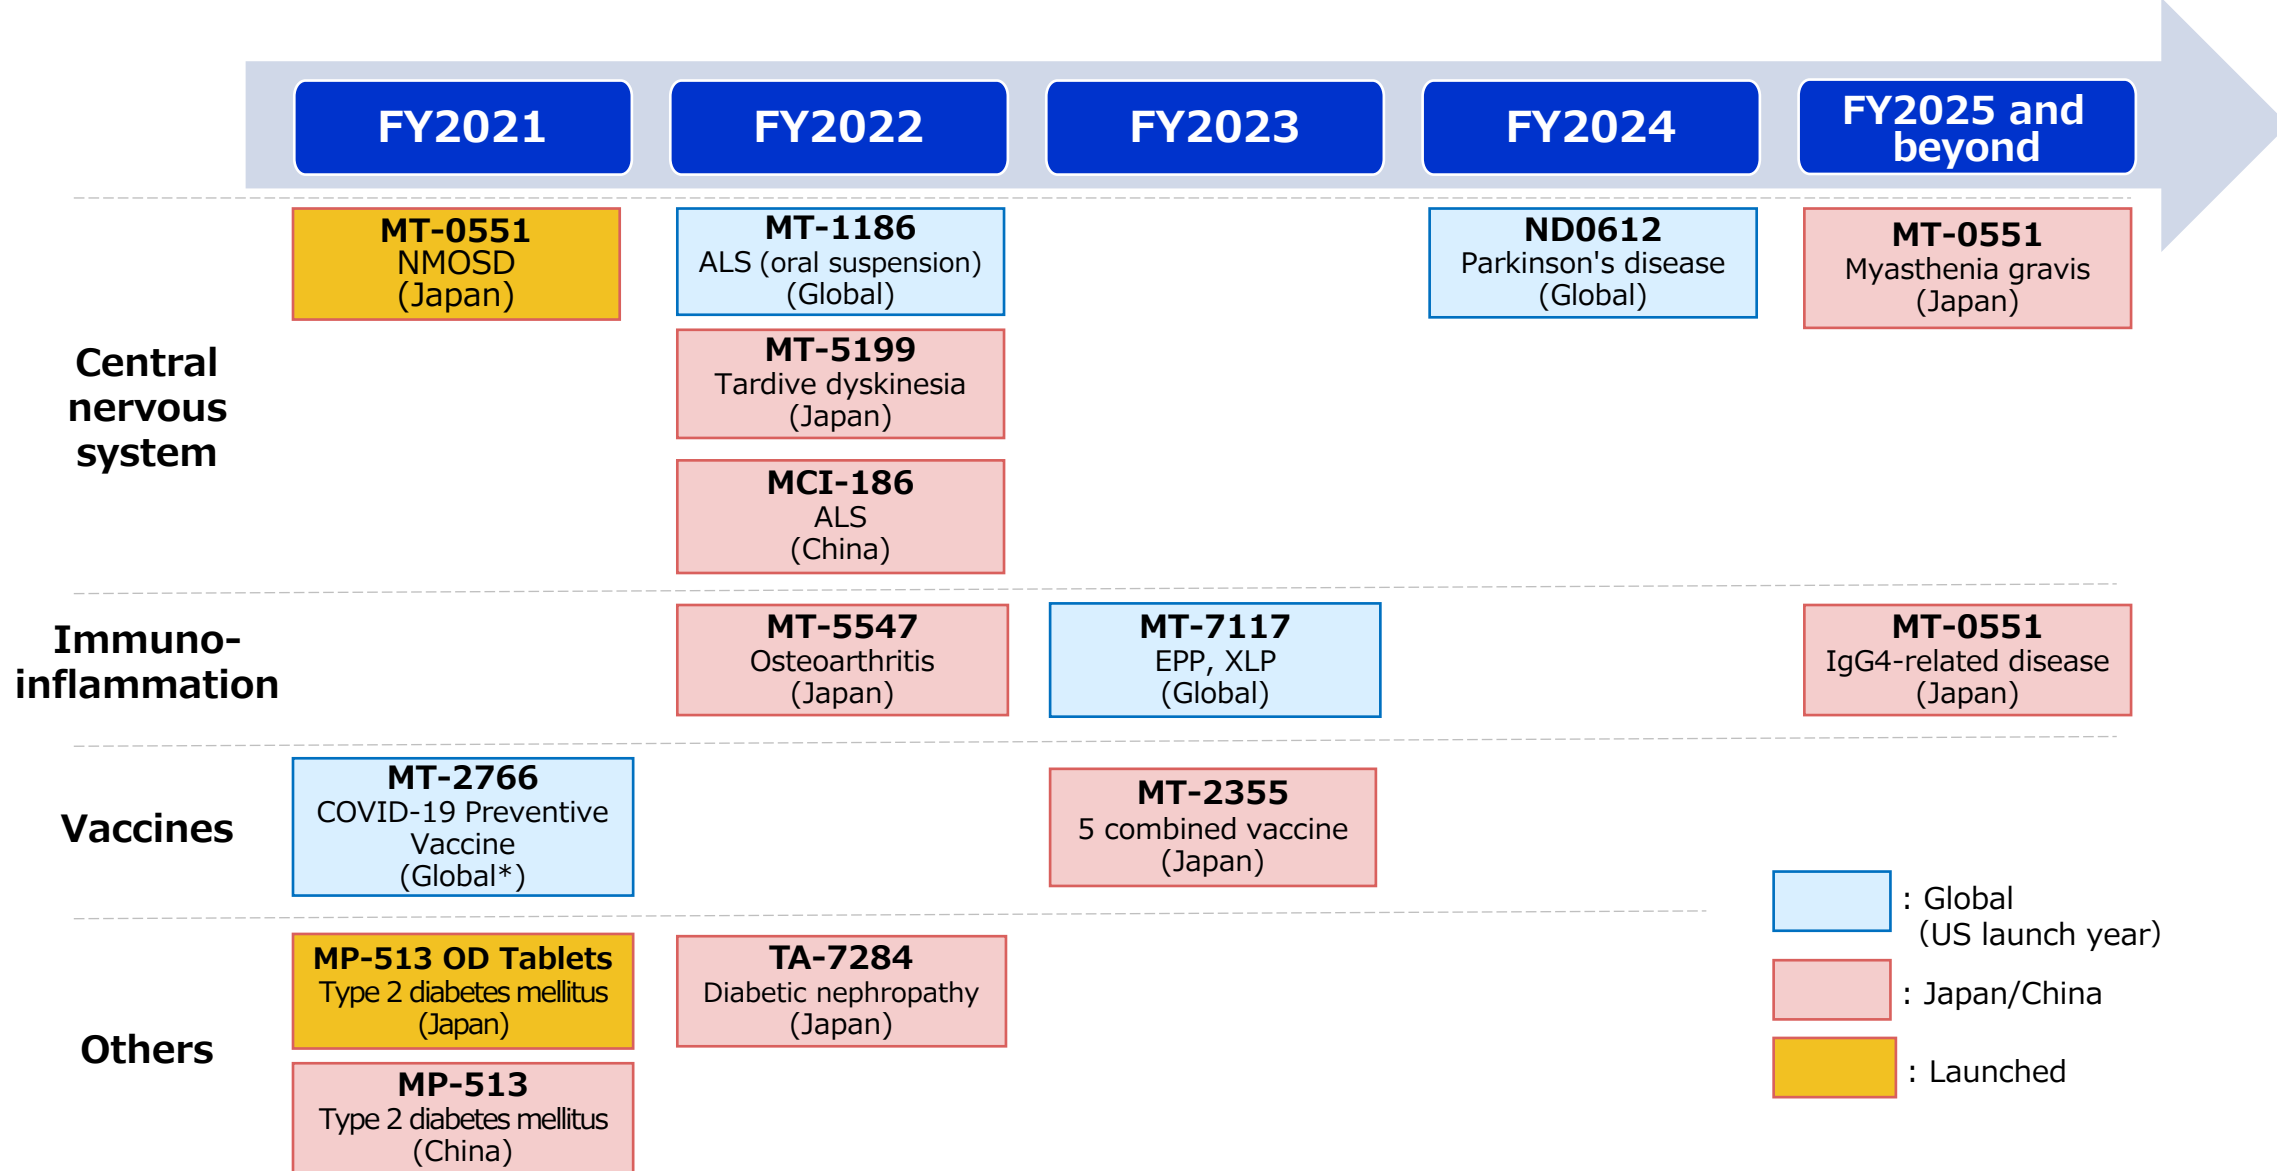 FY2021
FY2022
FY2023
FY2024
FY2025 and
beyond
Central
nervous
system
MT-0551
NMOSD
(Japan)
MT-1186
ALS (oral suspension)
(Global)
MT-5199
Tardive dyskinesia
(Japan)
MCI-186
ALS
(China)
ND0612
Parkinson's disease
(Global)
MT-0551
Myasthenia gravis
(Japan)
Immuno-
inflammation
MT-5547
Osteoarthritis
(Japan)
MT-7117
EPP, XLP
(Global)
MT-0551
IgG4-related disease
(Japan)
Vaccines
MT-2766
COVID-19 Preventive
Vaccine
(Global*)
MT-2355
5 combined vaccine
(Japan)
Others
MP-513 OD Tablets
Type 2 diabetes mellitus
(Japan)
MP-513
Type 2 diabetes mellitus
(China)
TA-7284
Diabetic nephropathy
(Japan)
: Global
(US launch year)
: Japan/China
: Launched